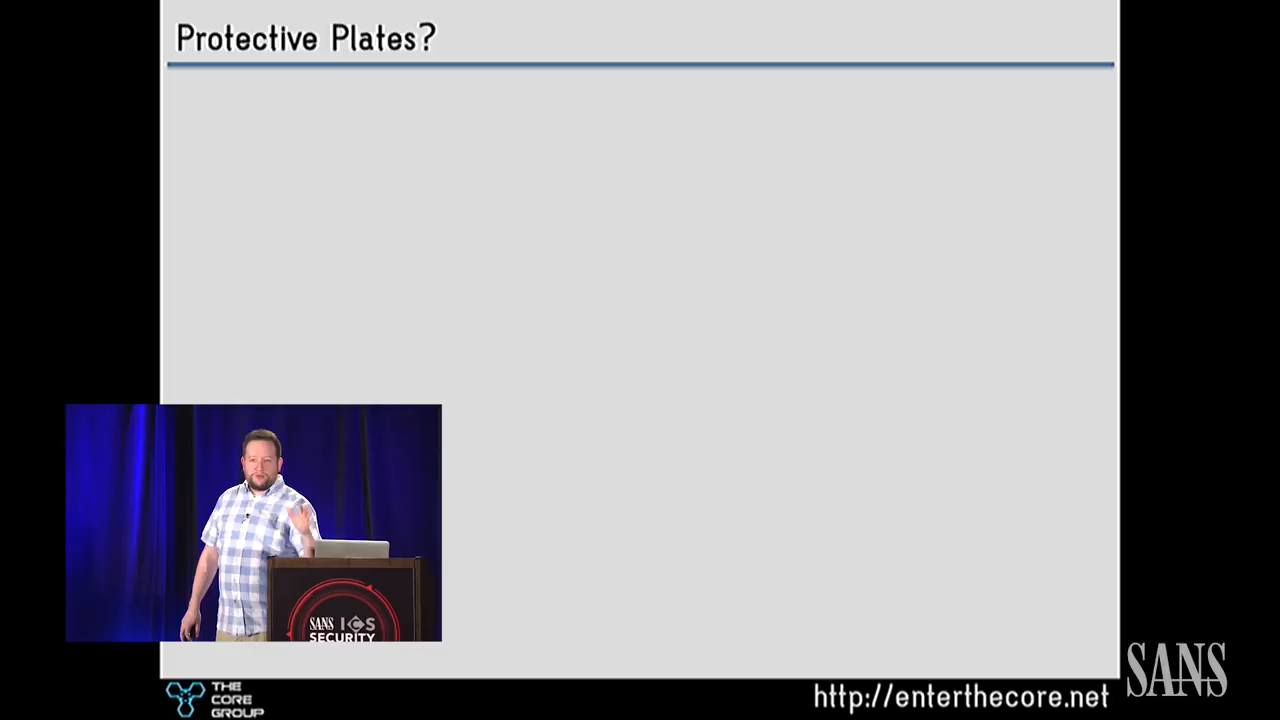 Protective Plates?
SANS ICS
SECURITY
THE
CORE
GROUP
http://enterthecore.net
SANS